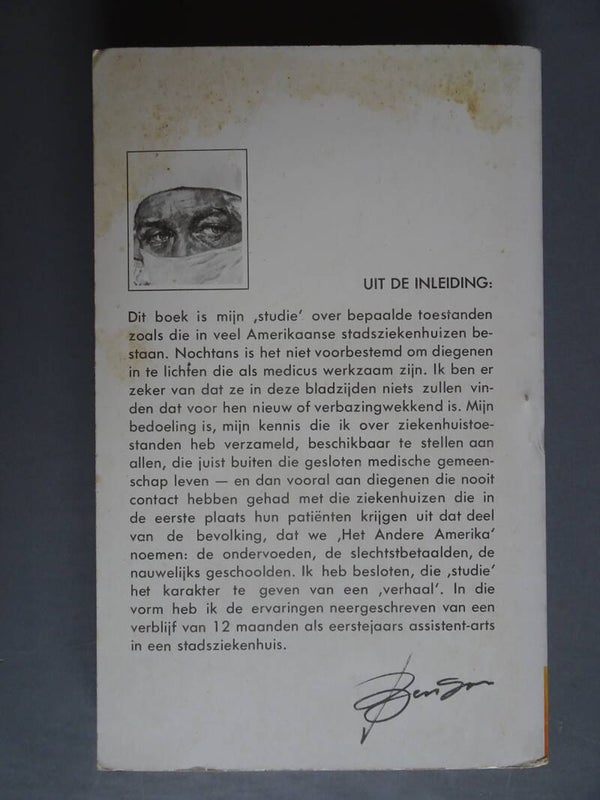 UIT DE INLEIDING:
Dit boek is mijn ‚studie' over bepaalde toestanden
zoals die in veel Amerikaanse stadsziekenhuizen be-
staan. Nochtans is het niet voorbestemd om diegenen
in te lichten die als medicus werkzaam zijn. Ik ben er
zeker van dat ze in deze bladzijden niets zullen vin-
den dat voor hen nieuw of verbazingwekkend is. Mijn
bedoeling is, mijn kennis die ik over ziekenhuistoe-
standen heb verzameld, beschikbaar te stellen aan
allen, die juist buiten die gesloten medische gemeen-
schap leven — en dan vooral aan diegenen die nooit
contact hebben gehad met die ziekenhuizen die in
de eerste plaats hun patiënten krijgen uit dat deel
van de bevolking, dat we ‚Het Andere Amerika'
noemen: de ondervoeden, de slechtstbetaalden, de
nauwelijks geschoolden. Ik heb besloten, die ‚studie'
het karakter te geven van een ‚verhaal'. In die
vorm heb ik de ervaringen neergeschreven van een
verblijf van 12 maanden als eerstejaars assistent-arts
in een stadsziekenhuis.